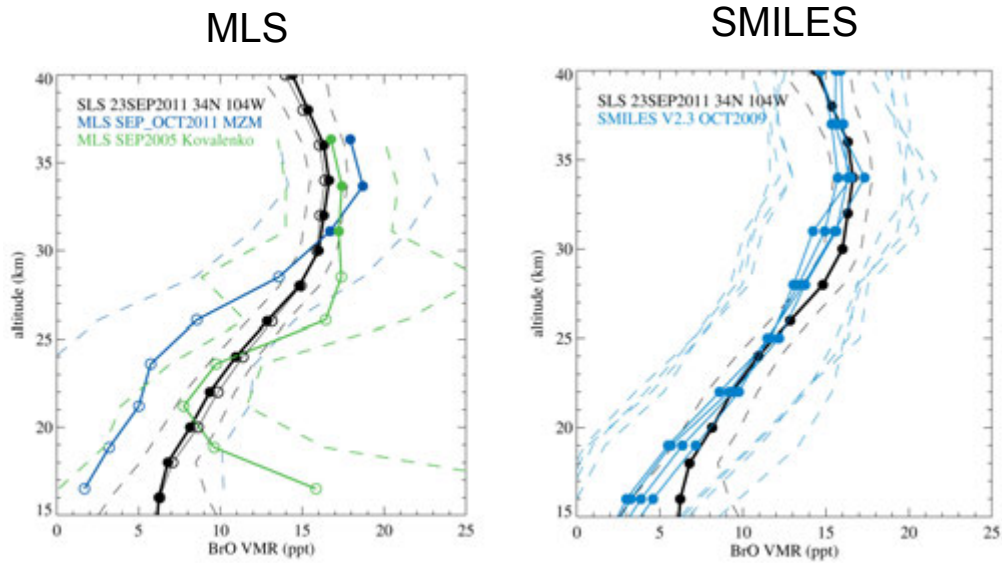 MLS
SMILES
40
35
30
25
20
15
altitude (km)
SLS 23SEP2011 34N 104W
MLS SEP_OCT2011 MZM
MLS SEP2005 Kovalenko
0 5 10 15 20 25
BrO VMR (ppt)
40
35
30
25
20
15
altitude (km)
SLS 23SEP2011 34N 104W
SMILES V2.3 OCT2009
0 5 10 15 20 25
BrO VMR (ppt)